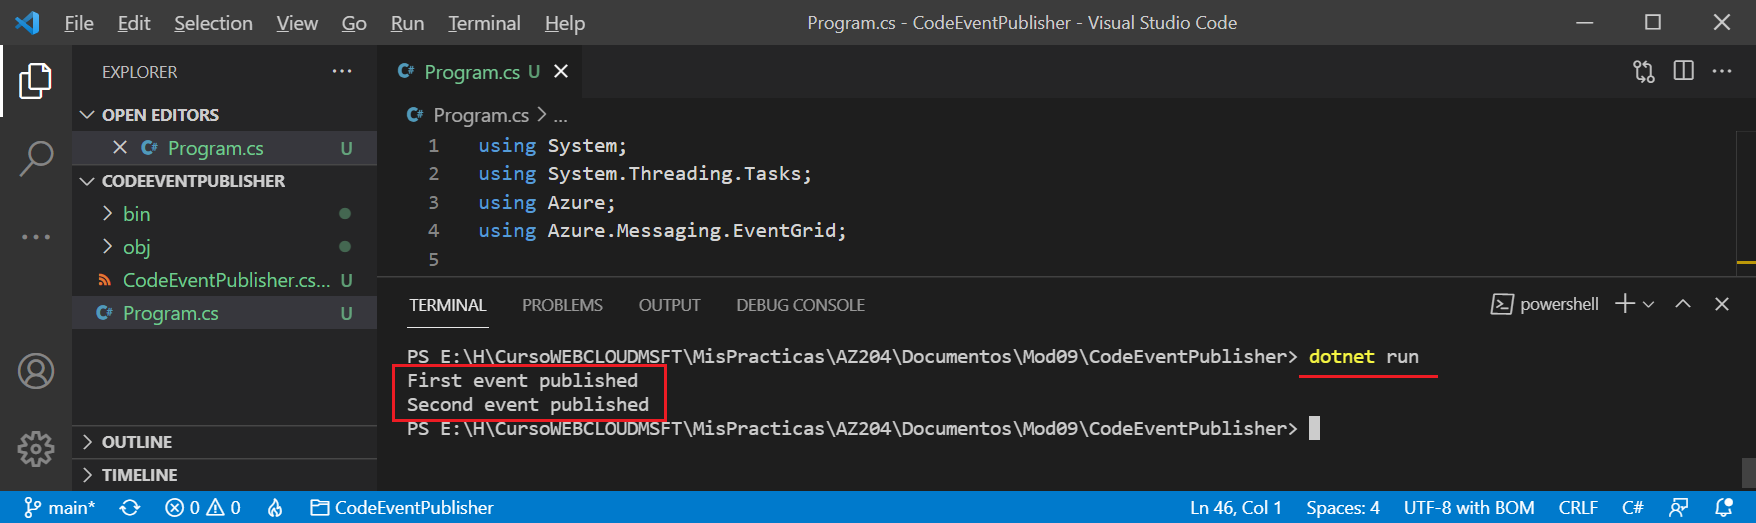 File Edit Selection View Go Run Terminal Help Program.cs - CodeEventPublisher - Visual Studio Code
EXPLORER ...
OPEN EDITORS
Program.cs U
CODEEVENTPUBLISHER
bin
obj
CodeEventPublisher.cs... U
Program.cs U
OUTLINE
TIMELINE
Program.cs U
Program.cs > ...
1 using System;
2 using System.Threading.Tasks;
3 using Azure;
4 using Azure.Messaging.EventGrid;
5
TERMINAL PROBLEMS OUTPUT DEBUG CONSOLE powershell
PS E:\H\CursoWEBCLOUDMSFT\MisPracticas\AZ204\Documentos\Mod09\CodeEventPublisher> dotnet run
First event published
Second event published
PS E:\H\CursoWEBCLOUDMSFT\MisPracticas\AZ204\Documentos\Mod09\CodeEventPublisher>
main* 0 0 CodeEventPublisher Ln 46, Col 1 Spaces: 4 UTF-8 with BOM CRLF C#